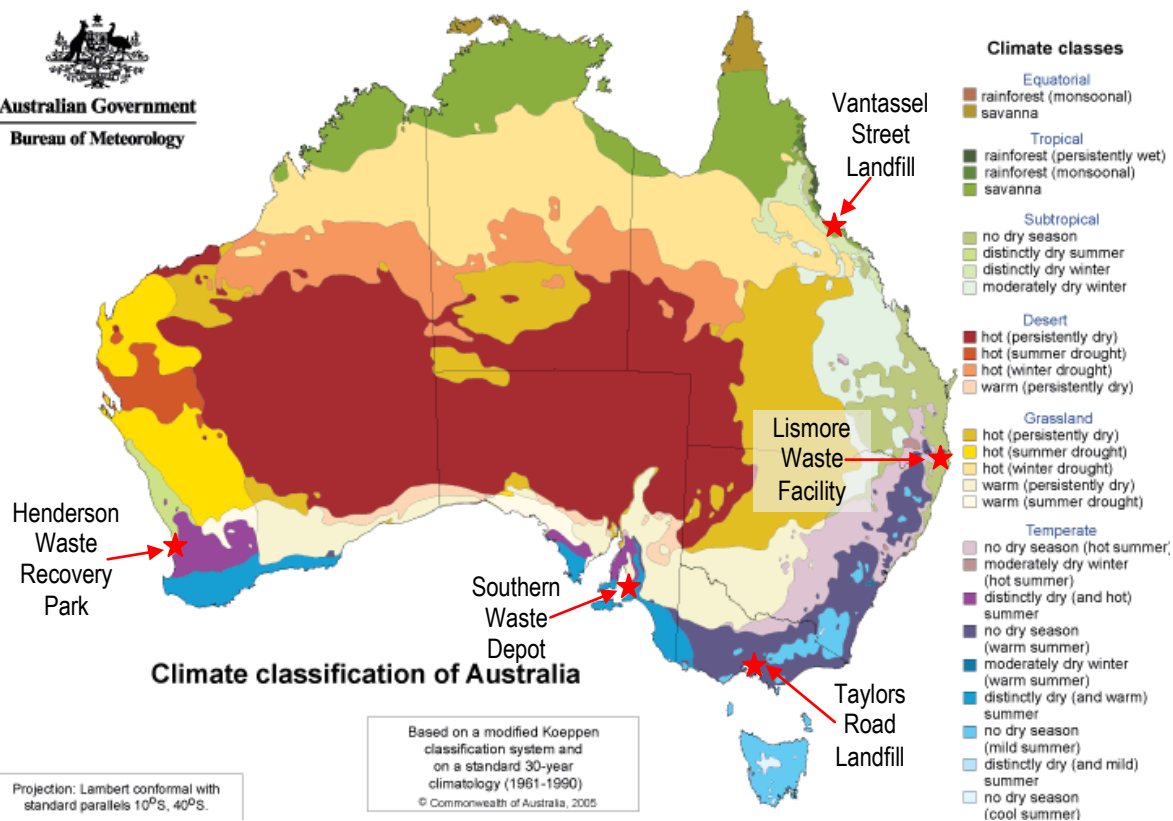 Australian Government
Bureau of Meteorology
Vantassel
Street
Landfill
Lismore
Waste
Facility
Henderson
Waste
Recovery
Park
Southern
Waste
Depot
Taylors
Road
Landfill
Climate classification of Australia
Based on a modified Koeppen
classification system and
on a standard 30-year
climatology (1961-1990)
© Commonwealth of Australia, 2005
Projection: Lambert conformal with
standard parallels 10°S, 40°S.
Climate classes
Equatorial
rainforest (monsoonal)
savanna
Tropical
rainforest (persistently wet)
rainforest (monsoonal)
savanna
Subtropical
no dry season
distinctly dry summer
distinctly dry winter
moderately dry winter
Desert
hot (persistently dry)
hot (summer drought)
hot (winter drought)
warm (persistently dry)
Grassland
hot (persistently dry)
hot (summer drought)
hot (winter drought)
warm (persistently dry)
warm (summer drought)
Temperate
no dry season (hot summer)
moderately dry winter
(hot summer)
distinctly dry (and hot)
summer
no dry season
(warm summer)
moderately dry winter
(warm summer)
distinctly dry (and warm)
summer
no dry season
(mild summer)
distinctly dry (and mild)
summer
no dry season
(cool summer)